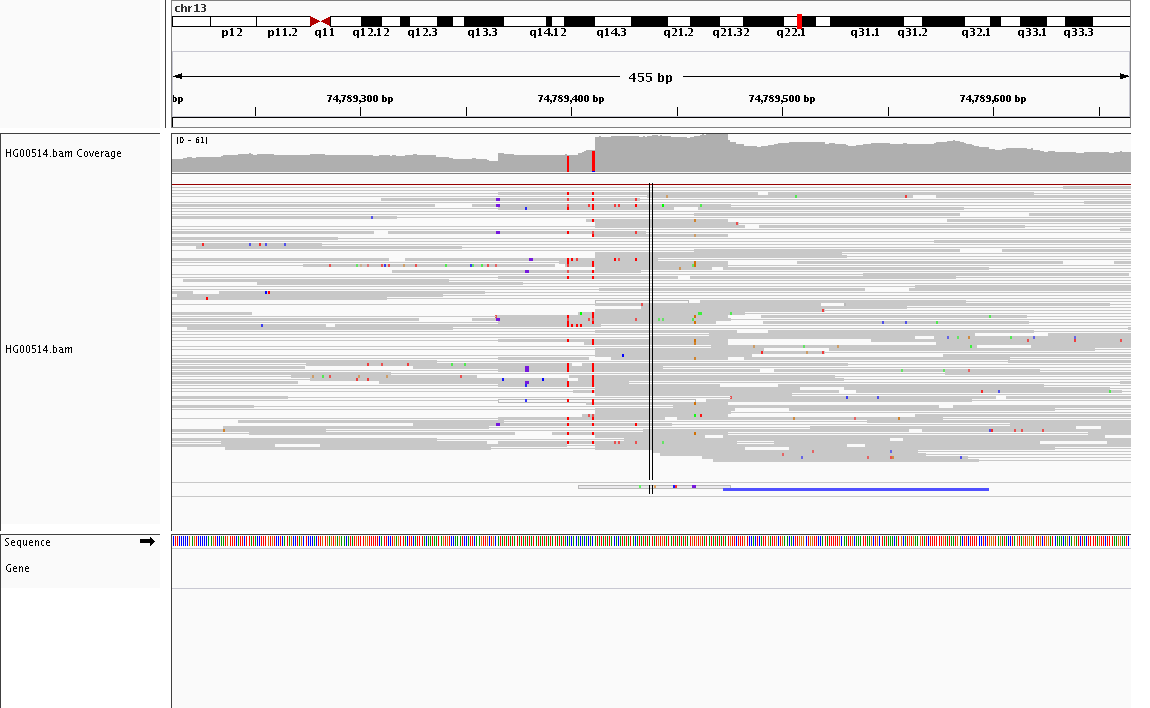 chr13
p12 p11.2 q11 q12.12 q12.3 q13.3 q14.12 q14.3 q21.2 q21.32 q22.1 q31.1 q31.2 q32.1 q33.1 q33.3
455 bp
bp 74,789,300 bp 74,789,400 bp 74,789,500 bp 74,789,600 bp
[0 - 61]
HG00514.bam Coverage
HG00514.bam
Sequence
Gene